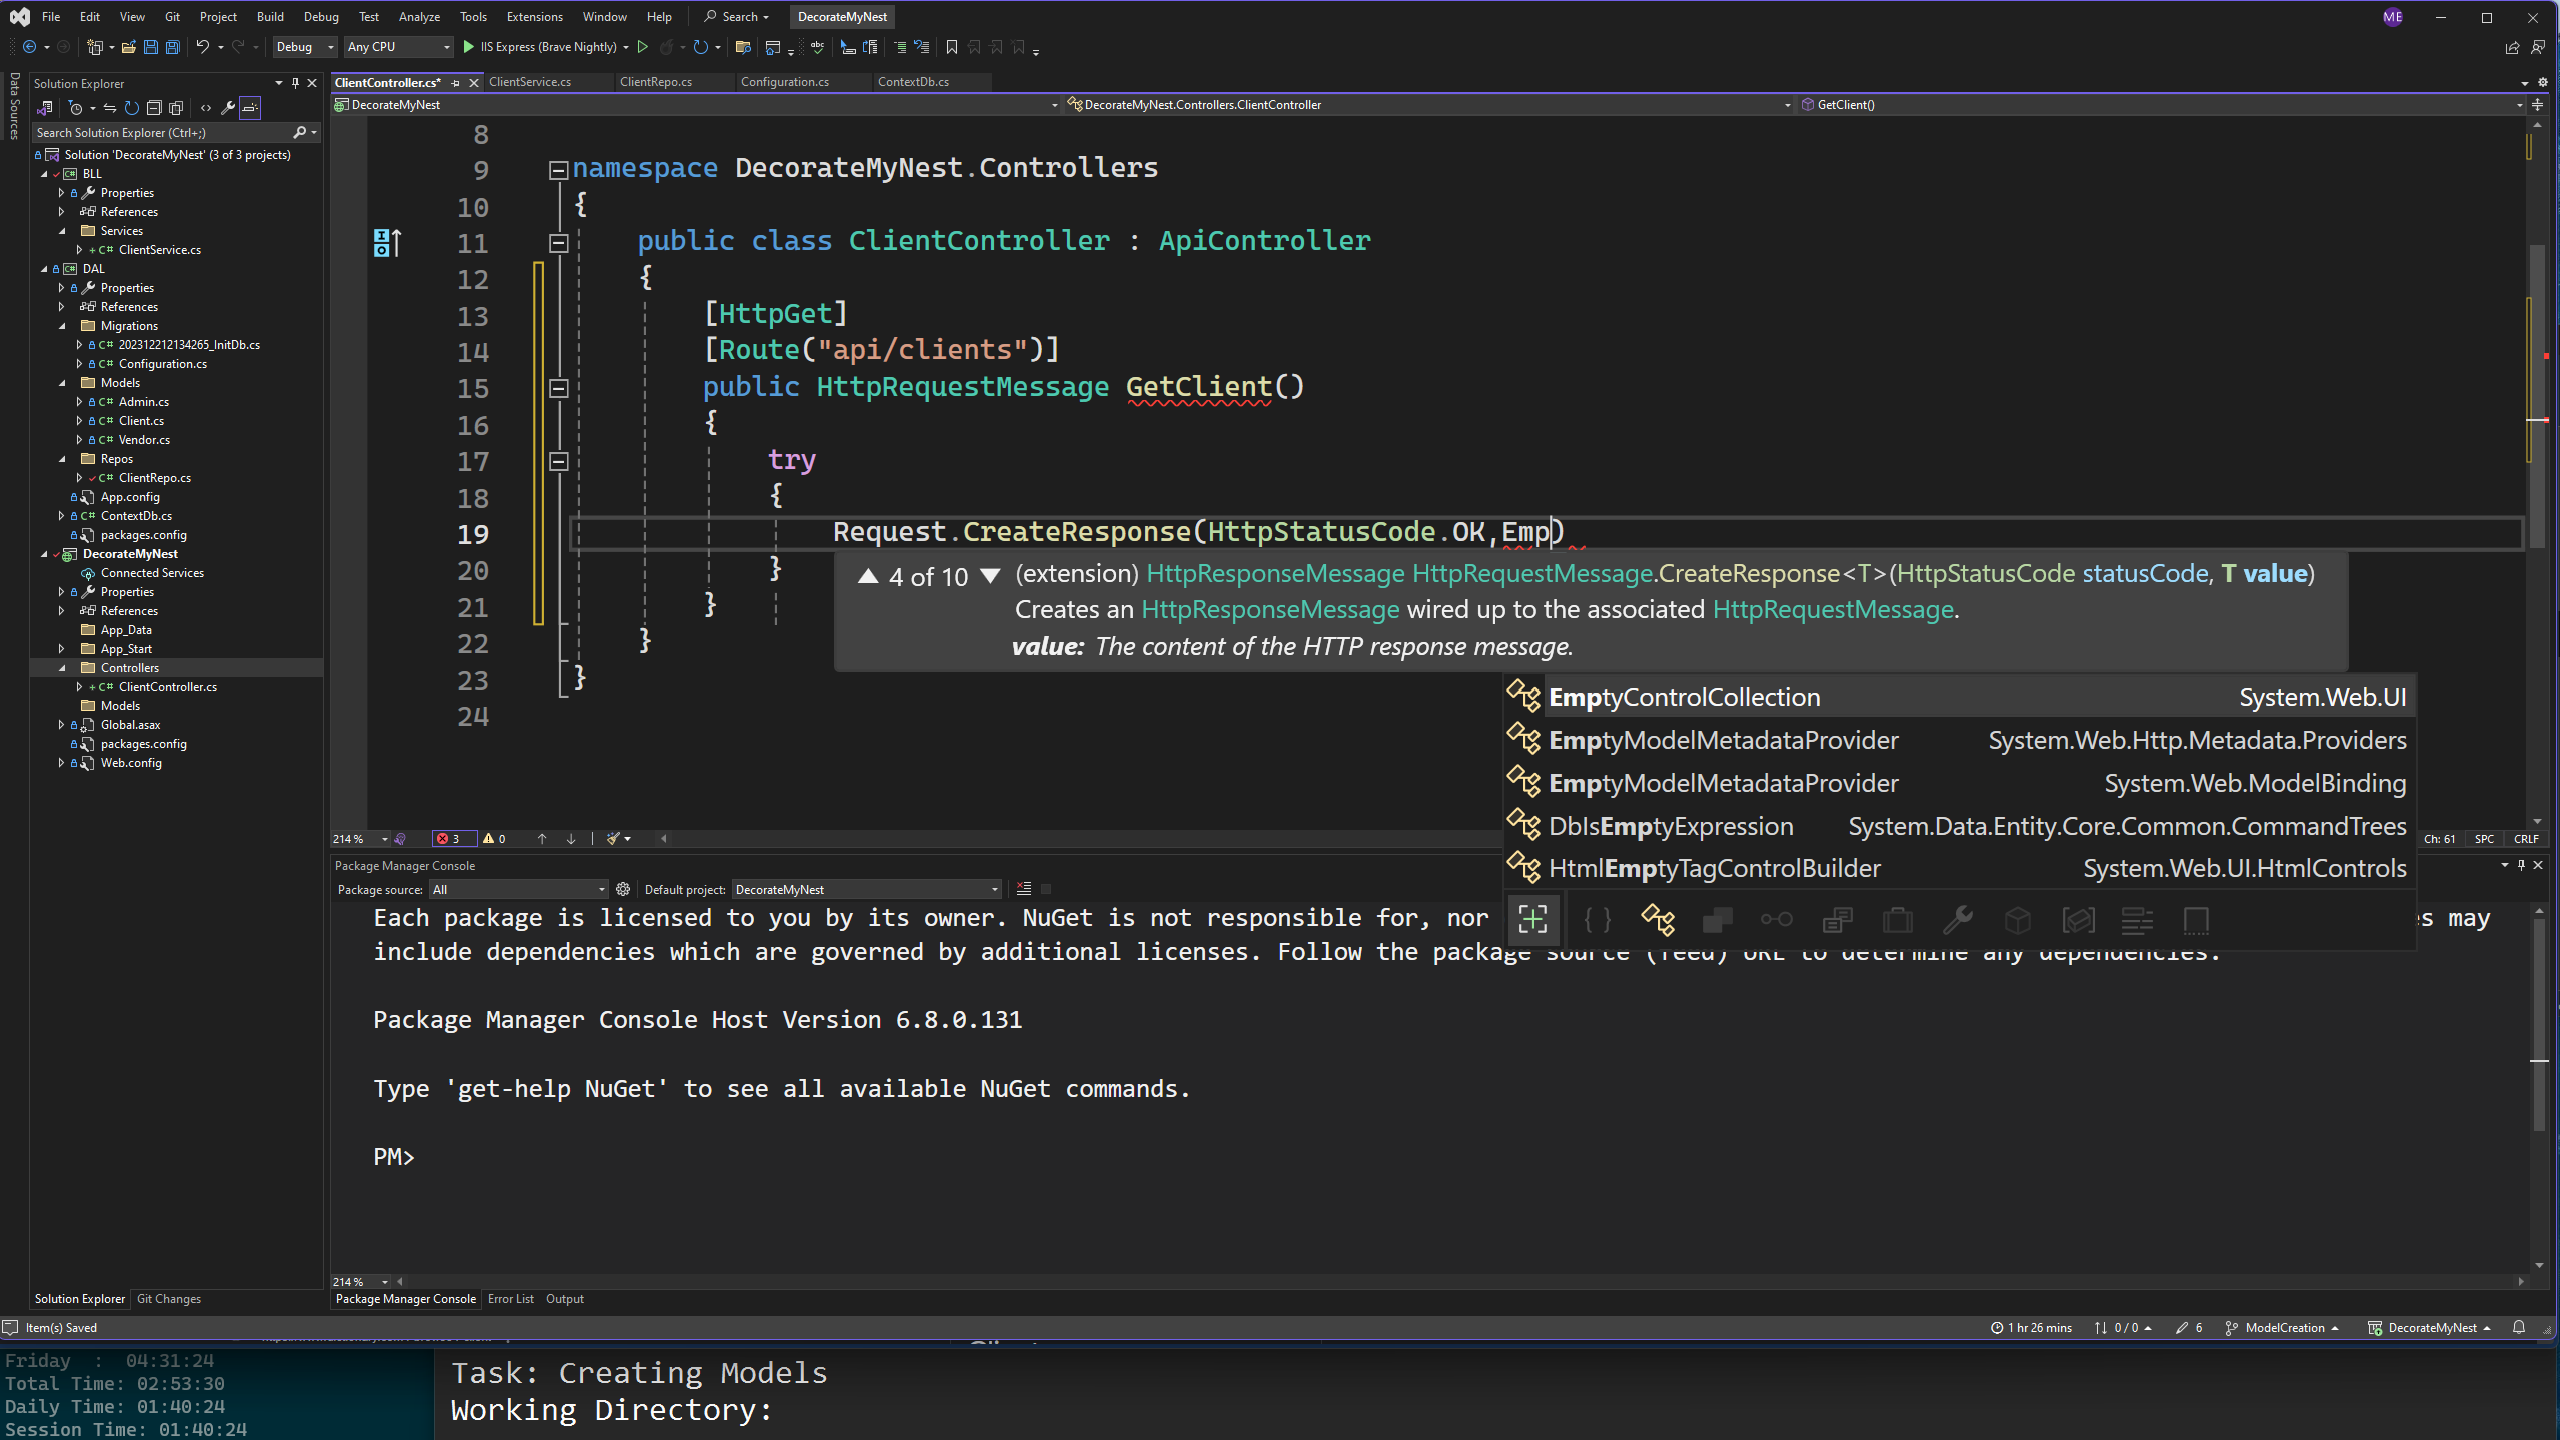 File Edit View Git Project Build Debug Test Analyze Tools Extensions Window Help Search DecorateMyNest ME
Debug Any CPU IIS Express (Brave Nightly)
Data Sources
Solution Explorer
Search Solution Explorer (Ctrl+;)
Solution 'DecorateMyNest' (3 of 3 projects)
BLL
Properties
References
Services
C# ClientService.cs
DAL
Properties
References
Migrations
C# 202312212134265_InitDb.cs
C# Configuration.cs
Models
C# Admin.cs
C# Client.cs
C# Vendor.cs
Repos
C# ClientRepo.cs
App.config
C# ContextDb.cs
packages.config
DecorateMyNest
Connected Services
Properties
References
App_Data
App_Start
Controllers
C# ClientController.cs
Models
Global.asax
packages.config
Web.config
Solution Explorer Git Changes
ClientController.cs* ClientService.cs ClientRepo.cs Configuration.cs ContextDb.cs
DecorateMyNest DecorateMyNest.Controllers.ClientController GetClient()
8
9 namespace DecorateMyNest.Controllers
10 {
11 public class ClientController : ApiController
12 {
13 [HttpGet]
14 [Route("api/clients")]
15 public HttpRequestMessage GetClient()
16 {
17 try
18 {
19 Request.CreateResponse(HttpStatusCode.OK,Emp)
20 }
21 }
22 }
23 }
24
4 of 10 (extension) HttpResponseMessage HttpRequestMessage.CreateResponse<T>(HttpStatusCode statusCode, T value)
Creates an HttpResponseMessage wired up to the associated HttpRequestMessage.
value: The content of the HTTP response message.
EmptyControlCollection System.Web.UI
EmptyModelMetadataProvider System.Web.Http.Metadata.Providers
EmptyModelMetadataProvider System.Web.ModelBinding
DbIsEmptyExpression System.Data.Entity.Core.Common.CommandTrees
HtmlEmptyTagControlBuilder System.Web.UI.HtmlControls
214 % 3 0 Ch: 61 SPC CRLF
Package Manager Console
Package source: All Default project: DecorateMyNest
Each package is licensed to you by its owner. NuGet is not responsible for, nor s may
include dependencies which are governed by additional licenses. Follow the package source (feed) URL to determine any dependencies.
Package Manager Console Host Version 6.8.0.131
Type 'get-help NuGet' to see all available NuGet commands.
PM>
214 %
Package Manager Console Error List Output
Item(s) Saved 1 hr 26 mins 0 / 0 6 ModelCreation DecorateMyNest
Friday : 04:31:24
Total Time: 02:53:30
Daily Time: 01:40:24
Session Time: 01:40:24
Task: Creating Models
Working Directory: